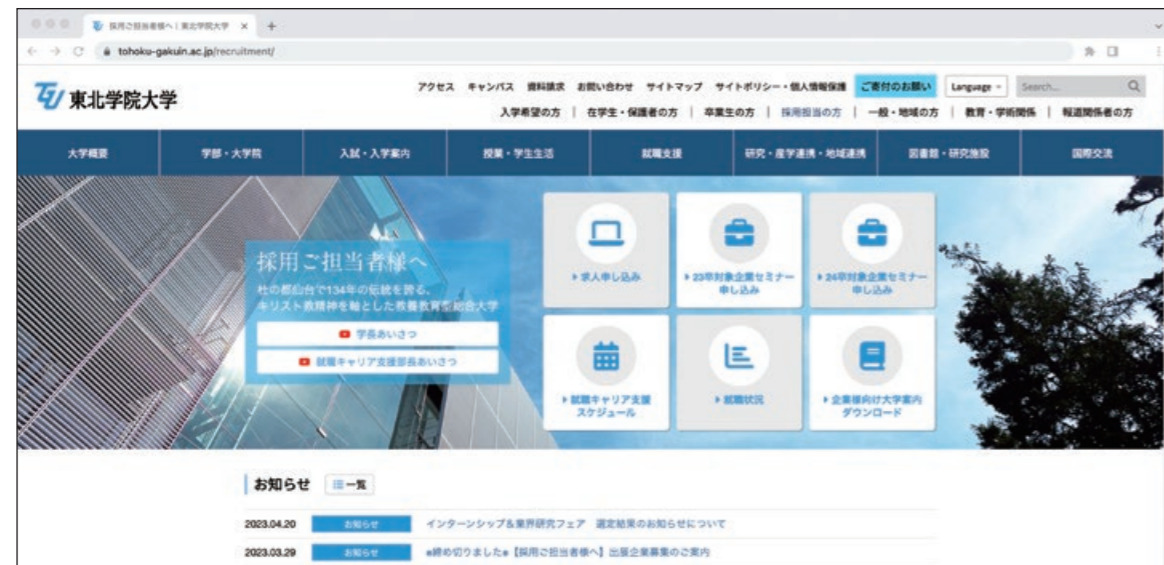 採用ご担当者様へ | 東北学院大学 × +
tohoku-gakuin.ac.jp/recruitment/
東北学院大学
アクセス キャンパス 資料請求 お問い合わせ サイトマップ サイトポリシー・個人情報保護 ご寄付のお願い Language Search...
入学希望の方 | 在学生・保護者の方 | 卒業生の方 | 採用担当の方 | 一般・地域の方 | 教育・学術関係 | 報道関係者の方
大学概要 学部・大学院 入試・入学案内 授業・学生生活 就職支援 研究・産学連携・地域連携 図書館・研究施設 国際交流
採用ご担当者様へ
杜の都仙台で134年の伝統を誇る、
キリスト教精神を軸とした教養教育型総合大学
学長あいさつ
就職キャリア支援部長あいさつ
求人申し込み
23卒対象企業セミナー
申し込み
24卒対象企業セミナー
申し込み
就職キャリア支援
スケジュール
就職状況
企業様向け大学案内
ダウンロード
お知らせ 一覧
2023.04.20 お知らせ インターンシップ&業界研究フェア 選定結果のお知らせについて
2023.03.29 お知らせ ※締め切りました※【採用ご担当者様へ】出展企業募集のご案内